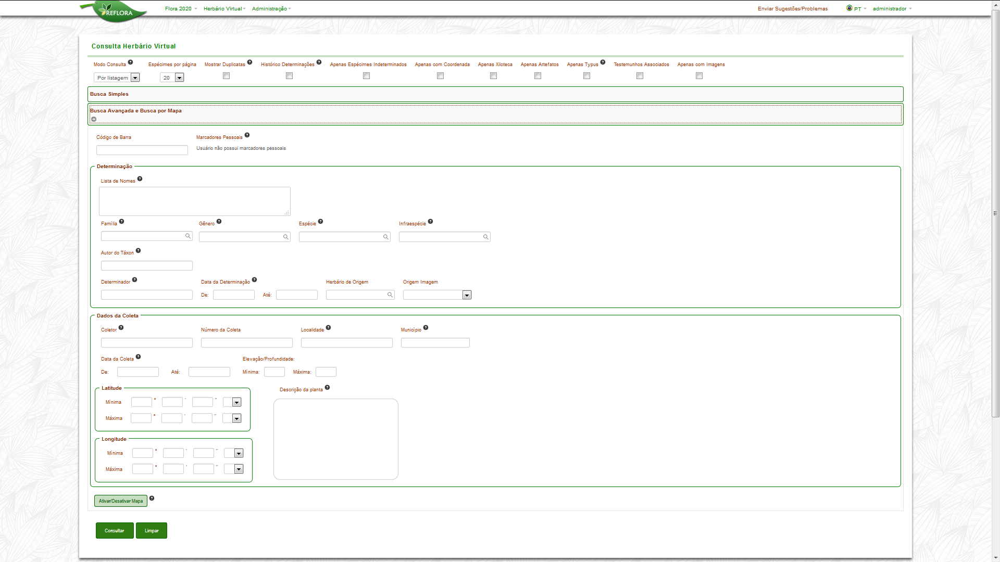 REFLORA
Flora 2020 Herbário Virtual Administração Enviar Sugestões/Problemas PT administrador
Consulta Herbário Virtual
Modo Consulta Espécimes por página Mostrar Duplicatas Histórico Determinações Apenas Espécimes Indeterminados Apenas com Coordenada Apenas Xiloteca Apenas Artefatos Apenas Typus Testemunhos Associados Apenas com Imagens
Por listagem 20
Busca Simples
Busca Avançada e Busca por Mapa
Código de Barra Marcadores Pessoais
Usuário não possui marcadores pessoais
Determinação
Lista de Nomes
Família Gênero Espécie Infraespécie
Autor do Táxon
Determinador Data da Determinação Herbário de Origem Origem Imagem
De: Até:
Dados da Coleta
Coletor Número da Coleta Localidade Município
Data da Coleta Elevação/Profundidade:
De: Até: Mínima: Máxima:
Latitude
Descrição da planta
Mínima ° ' "
Máxima ° ' "
Longitude
Mínima ° ' "
Máxima ° ' "
Ativar/Desativar Mapa
Consultar Limpar